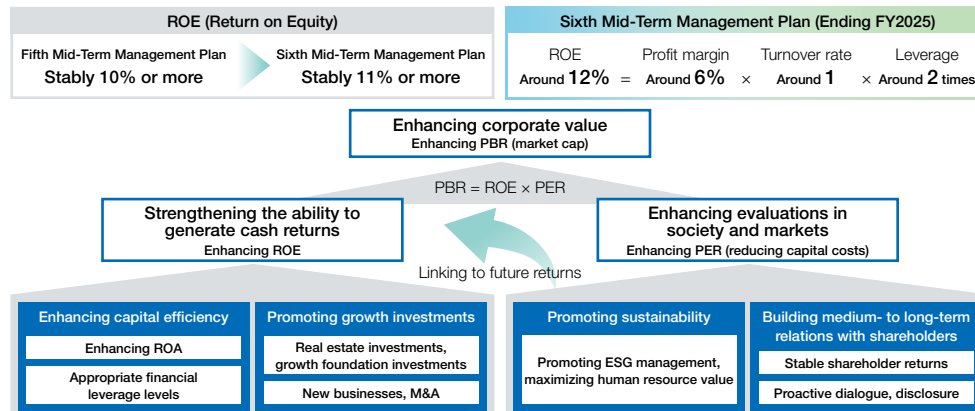 ROE (Return on Equity)
Fifth Mid-Term Management Plan
Stably 10% or more
Sixth Mid-Term Management Plan
Stably 11% or more
Sixth Mid-Term Management Plan (Ending FY2025)
ROE Profit margin Turnover rate Leverage
Around 12% = Around 6% × Around 1 × Around 2 times
Enhancing corporate value
Enhancing PBR (market cap)
PBR = ROE × PER
Strengthening the ability to
generate cash returns
Enhancing ROE
Enhancing evaluations in
society and markets
Enhancing PER (reducing capital costs)
Linking to future returns
Enhancing capital efficiency
Enhancing ROA
Appropriate financial
leverage levels
Promoting growth investments
Real estate investments,
growth foundation investments
New businesses, M&A
Promoting sustainability
Promoting ESG management,
maximizing human resource value
Building medium- to long-term
relations with shareholders
Stable shareholder returns
Proactive dialogue, disclosure